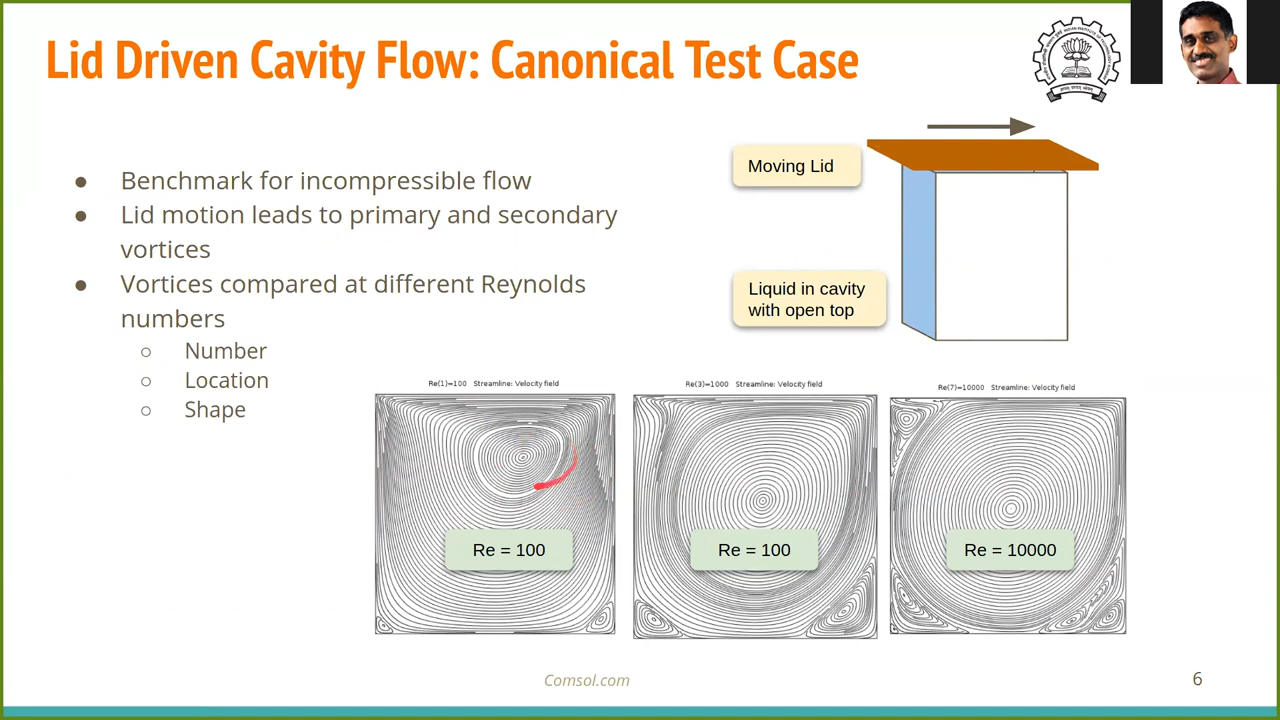 Lid Driven Cavity Flow: Canonical Test Case
Benchmark for incompressible flow
Lid motion leads to primary and secondary
vortices
Vortices compared at different Reynolds
numbers
Number
Location
Shape
Moving Lid
Liquid in cavity
with open top
Re(1)=100 Streamline: Velocity field
Re(3)=1000 Streamline: Velocity field
Re(7)=10000 Streamline: Velocity field
Re = 100
Re = 100
Re = 10000
Comsol.com
6